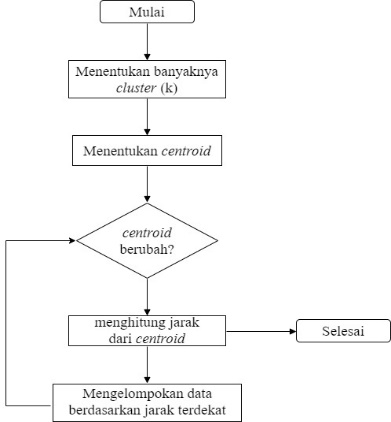 Mulai
Menentukan banyaknya
cluster (k)
Menentukan centroid
centroid
berubah?
menghitung jarak
dari centroid
Selesai
Mengelompokan data
berdasarkan jarak terdekat